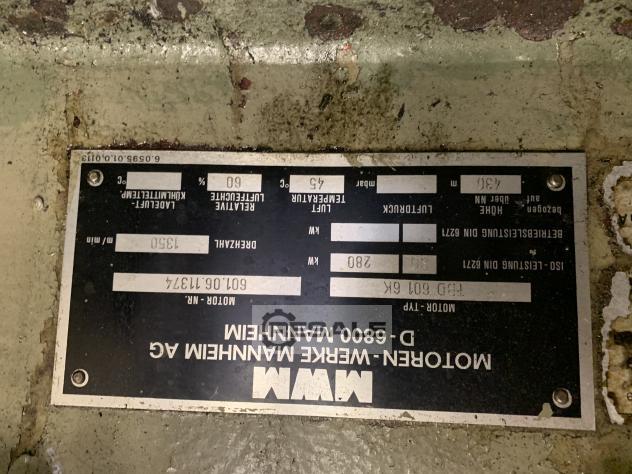 MWM
MOTOREN-WERKE MANNHEIM AG
D-6800 MANNHEIM
MOTOR-TYP MOTOR-NR.
TBD 601 6K 601.06.11374
ISO-LEISTUNG DIN 6271 280 kW DREHZAHL 1350 m/min
BETRIEBSLEISTUNG DIN 6271 kW
bezogen auf HÖHE über NN LUFTDRUCK LUFT TEMPERATUR RELATIVE LUFTFEUCHTE LADELUFT-KÜHLMITTELTEMP.
430 m mbar 45 °C 60 % °C
6.0595.01.0.0113